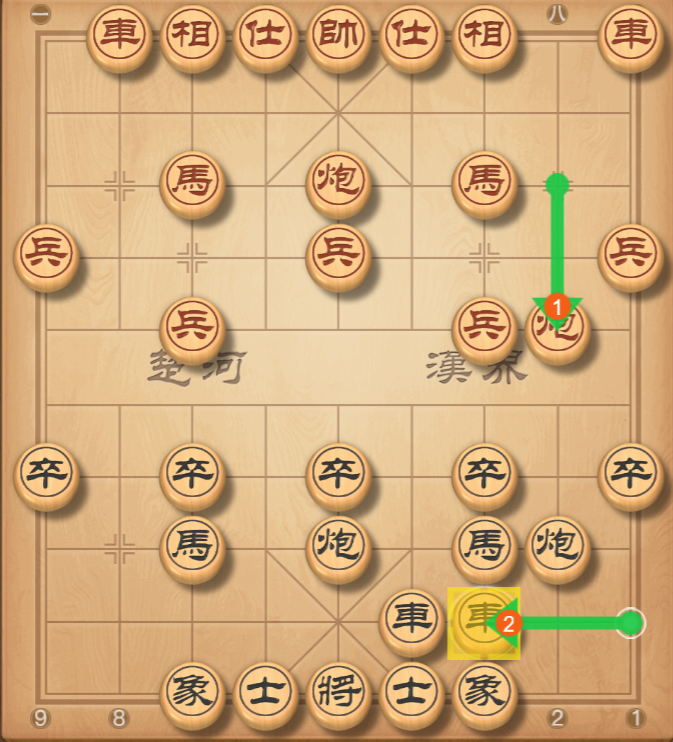 一 車 相 仕 帥 仕 相 八 車
馬 炮 馬
兵 兵 兵
兵 兵 炮 1
楚河 漢界
卒 卒 卒 卒 卒
馬 炮 馬 炮
車 車 2
象 士 將 士 象
9 8 2 1